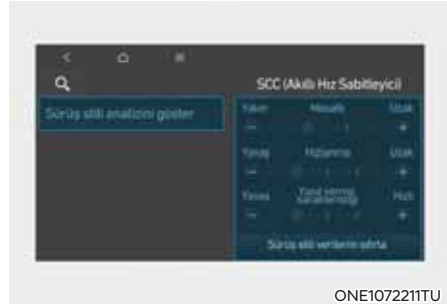 SCC (Akıllı Hız Sabitleyici)
Sürüş stili analizini göster
Yakın Mesafe Uzak
− +
Yavaş Hızlanma Uzak
− +
Yavaş Yanıt verme karakteristiği Hızlı
− +
Sürüş stili verilerini sıfırla
ONE1072211TU